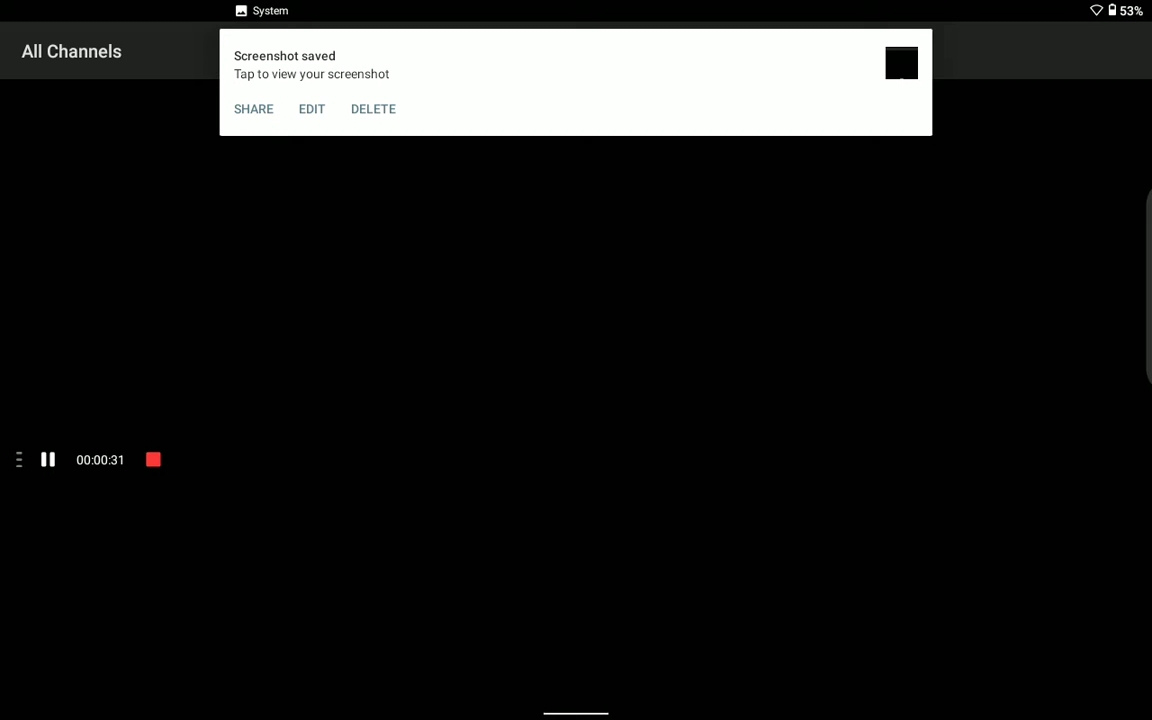 System
53%
All Channels
Screenshot saved
Tap to view your screenshot
SHARE EDIT DELETE
00:00:31